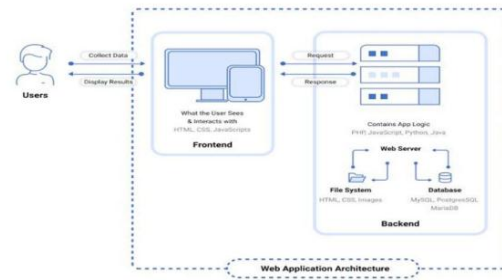 Collect Data
Display Results
Users
What the User Sees
& Interacts with
HTML, CSS, JavaScripts
Frontend
Request
Response
Contains App Logic
PHP, JavaScript, Python, Java
Web Server
File System
HTML, CSS, Images
Database
MySQL, PostgreSQL
MariaDB
Backend
Web Application Architecture